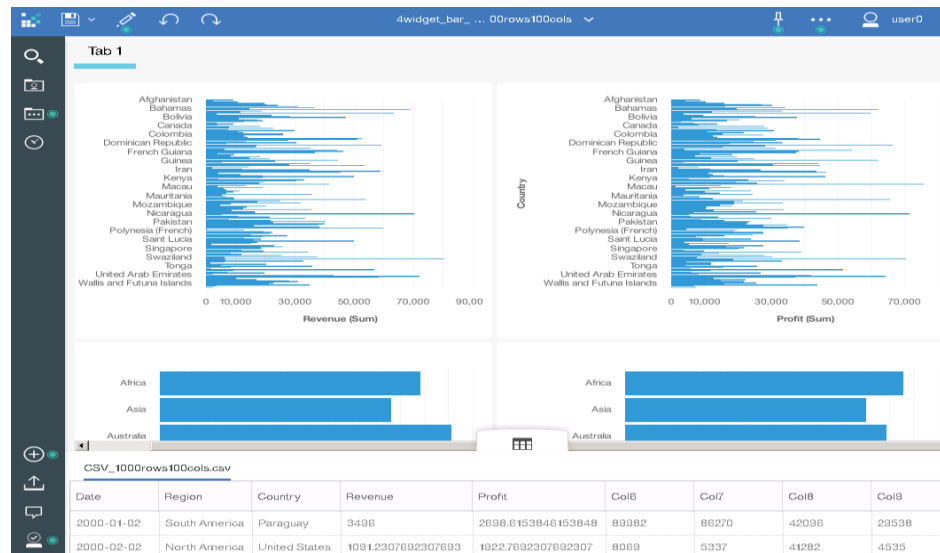 4widget_bar_ ... 00rows100cols
user0
Tab 1
Afghanistan
Bahamas
Bolivia
Canada
Colombia
Dominican Republic
French Guiana
Guinea
Iran
Kenya
Macau
Mauritania
Mozambique
Nicaragua
Pakistan
Polynesia (French)
Saint Lucia
Singapore
Swaziland
Tonga
United Arab Emirates
Wallis and Futuna Islands
0 10,000 30,000 50,000 70,000 90,00
Revenue (Sum)
Country
Afghanistan
Bahamas
Bolivia
Canada
Colombia
Dominican Republic
French Guiana
Guinea
Iran
Kenya
Macau
Mauritania
Mozambique
Nicaragua
Pakistan
Polynesia (French)
Saint Lucia
Singapore
Swaziland
Tonga
United Arab Emirates
Wallis and Futuna Islands
0 10,000 30,000 50,000 70,000
Profit (Sum)
Africa
Asia
Australia
Africa
Asia
Australia
CSV_1000rows100cols.csv
Date Region Country Revenue Profit Col6 Col7 Col8 Col9
2000-01-02 South America Paraguay 3496 2698.6153846153848 89982 86270 42096 29538
2000-02-02 North America United States 1091.2307692307693 1922.7692307692307 8069 5337 41282 4535